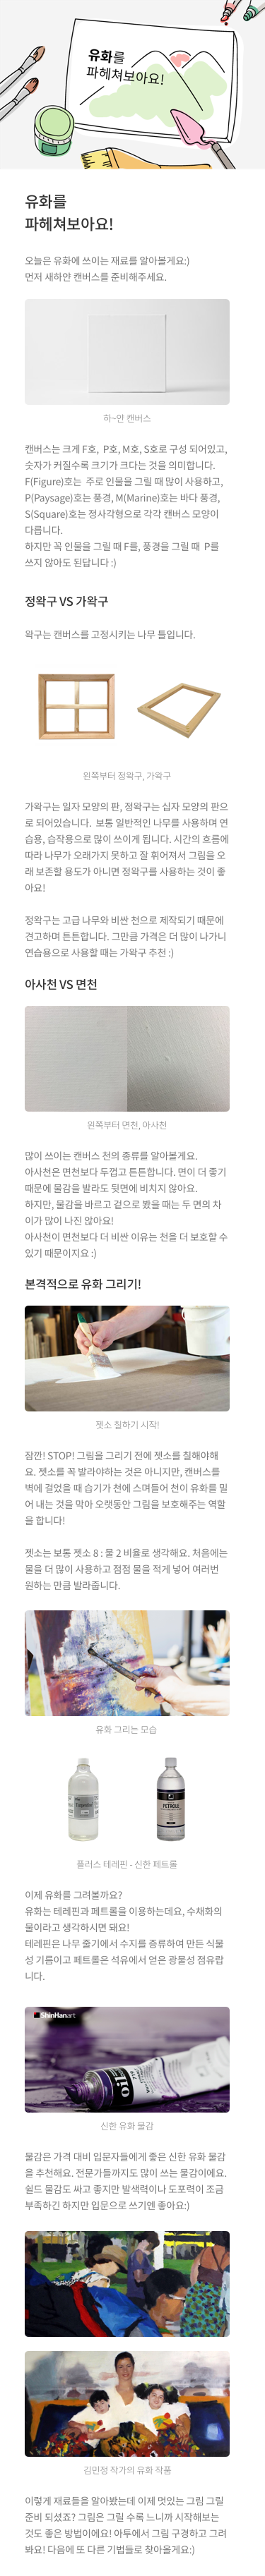 유화를
파헤쳐보아요!
유화를
파헤쳐보아요!
오늘은 유화에 쓰이는 재료를 알아볼게요:)
먼저 새하얀 캔버스를 준비해주세요.
하~얀 캔버스
캔버스는 크게 F호, P호, M호, S호로 구성 되어있고,
숫자가 커질수록 크기가 크다는 것을 의미합니다.
F(Figure)호는 주로 인물을 그릴 때 많이 사용하고,
P(Paysage)호는 풍경, M(Marine)호는 바다 풍경,
S(Square)호는 정사각형으로 각각 캔버스 모양이
다릅니다.
하지만 꼭 인물을 그릴 때 F를, 풍경을 그릴 때 P를
쓰지 않아도 된답니다 :)
정왁구 VS 가왁구
왁구는 캔버스를 고정시키는 나무 틀입니다.
왼쪽부터 정왁구, 가왁구
가왁구는 일자 모양의 판, 정왁구는 십자 모양의 판으
로 되어있습니다. 보통 일반적인 나무를 사용하며 연
습용, 습작용으로 많이 쓰이게 됩니다. 시간의 흐름에
따라 나무가 오래가지 못하고 잘 휘어져서 그림을 오
래 보존할 용도가 아니면 정왁구를 사용하는 것이 좋
아요!
정왁구는 고급 나무와 비싼 천으로 제작되기 때문에
견고하며 튼튼합니다. 그만큼 가격은 더 많이 나가니
연습용으로 사용할 때는 가왁구 추천 :)
아사천 VS 면천
왼쪽부터 면천, 아사천
많이 쓰이는 캔버스 천의 종류를 알아볼게요.
아사천은 면천보다 두껍고 튼튼합니다. 면이 더 좋기
때문에 물감을 발라도 뒷면에 비치지 않아요.
하지만, 물감을 바르고 겉으로 봤을 때는 두 면의 차
이가 많이 나진 않아요!
아사천이 면천보다 더 비싼 이유는 천을 더 보호할 수
있기 때문이지요 :)
본격적으로 유화 그리기!
젯소 칠하기 시작!
잠깐! STOP! 그림을 그리기 전에 젯소를 칠해야해
요. 젯소를 꼭 발라야하는 것은 아니지만, 캔버스를
벽에 걸었을 때 습기가 천에 스며들어 천이 유화를 밀
어 내는 것을 막아 오랫동안 그림을 보호해주는 역할
을 합니다!
젯소는 보통 젯소 8 : 물 2 비율로 생각해요. 처음에는
물을 더 많이 사용하고 점점 물을 적게 넣어 여러번
원하는 만큼 발라줍니다.
유화 그리는 모습
PETROLE
플러스 테레핀 - 신한 페트롤
이제 유화를 그려볼까요?
유화는 테레핀과 페트롤을 이용하는데요, 수채화의
물이라고 생각하시면 돼요!
테레핀은 나무 줄기에서 수지를 증류하여 만든 식물
성 기름이고 페트롤은 석유에서 얻은 광물성 점유랍
니다.
ShinHanart
oil
신한 유화 물감
물감은 가격 대비 입문자들에게 좋은 신한 유화 물감
을 추천해요. 전문가들까지도 많이 쓰는 물감이에요.
쉴드 물감도 싸고 좋지만 발색력이나 도포력이 조금
부족하긴 하지만 입문으로 쓰기엔 좋아요:)
김민정 작가의 유화 작품
이렇게 재료들을 알아봤는데 이제 멋있는 그림 그릴
준비 되셨죠? 그림은 그릴 수록 느니까 시작해보는
것도 좋은 방법이에요! 아투에서 그림 구경하고 그려
봐요! 다음에 또 다른 기법들로 찾아올게요:)